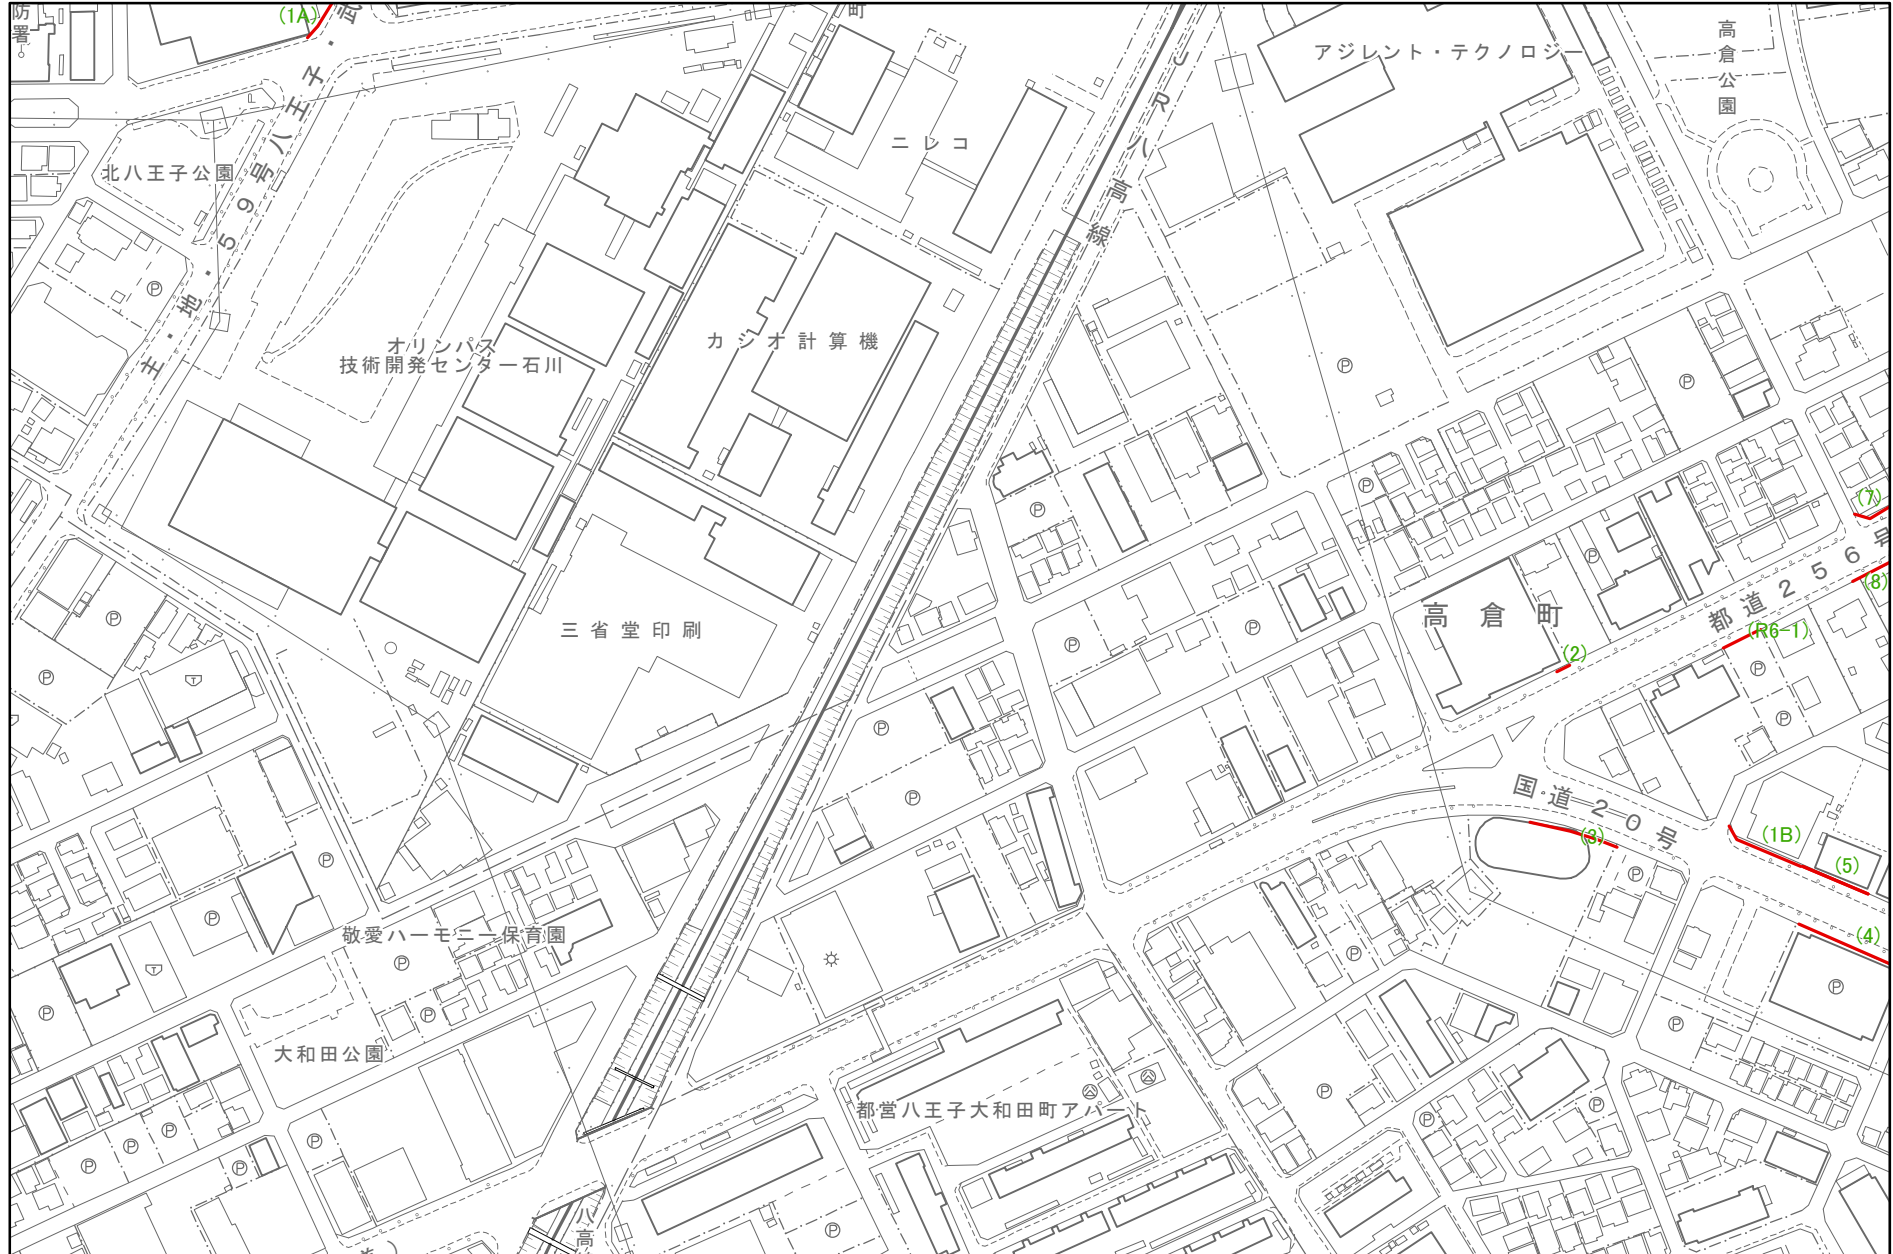 防署
(1A)
主・地・59号八王子・武
町
アジレント・テクノロジー
高倉公園
ニレコ
JR八高線
北八王子公園
P
オリンパス
技術開発センター石川
カシオ計算機
P
P
P
P
(7)
都道256号
(8)
P
高倉町
(R6-1)
(2)
三省堂印刷
P
P
P
P
P
T
P
P
P
国道20号
(3)
(1B)
(5)
P
P
P
敬愛ハーモニー保育園
(4)
P
P
T
P
P
P
P
大和田公園
都営八王子大和田町アパート
P
P
P
P
P
P
P
P
P
P
八高